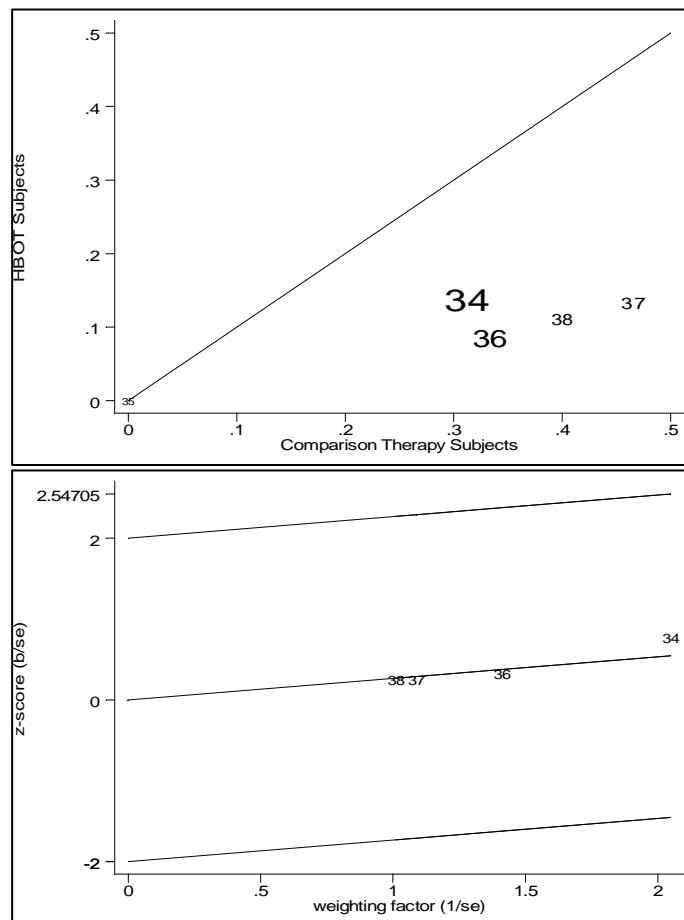 .5
.4
.3
.2
.1
0
HBOT Subjects
34
36
38
37
35
0 .1 .2 .3 .4 .5
Comparison Therapy Subjects
2.54705
2
0
-2
z-score (b/se)
34
38 37 36
0 .5 1 1.5 2
weighting factor (1/se)